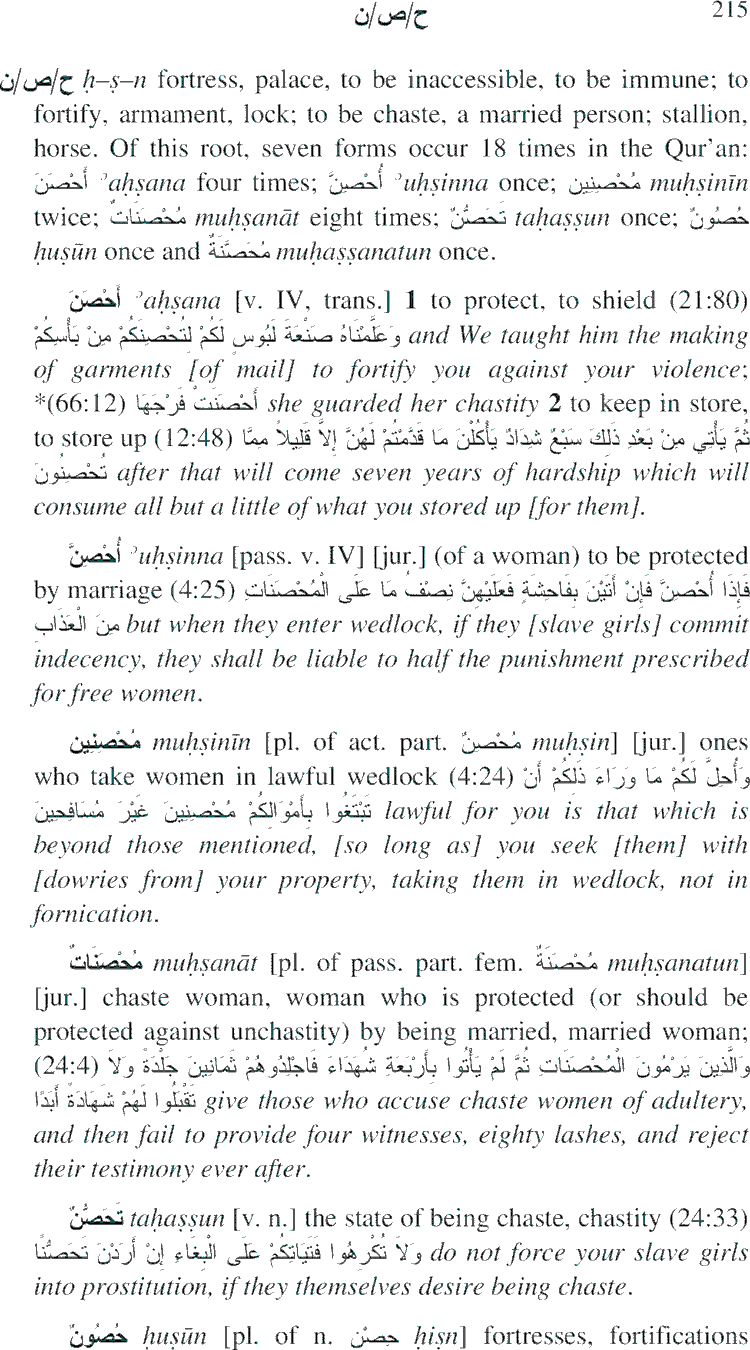 ح/ص/ن 215
ح/ص/ن ḥ–ṣ–n fortress, palace, to be inaccessible, to be immune; to
fortify, armament, lock; to be chaste, a married person; stallion,
horse. Of this root, seven forms occur 18 times in the Qur’an:
أَحْصَنَ ʾaḥṣana four times; أُحْصِنَّ ʾuḥṣinna once; مُحْصِنِين muḥṣinīn
twice; مُحْصَنَاتٌ muḥṣanāt eight times; تَحَصُّنٌ taḥaṣṣun once; حُصُونٌ
ḥuṣūn once and مُحَصَّنَةٌ muḥaṣṣanatun once.
أَحْصَنَ ʾaḥṣana [v. IV, trans.] 1 to protect, to shield (21:80)
وَعَلَّمْنَاهُ صَنْعَةَ لَبُوسٍ لَكُمْ لِتُحْصِنَكُمْ مِنْ بَأْسِكُمْ and We taught him the making
of garments [of mail] to fortify you against your violence;
*(66:12) أَحْصَنَتْ فَرْجَهَا she guarded her chastity 2 to keep in store,
to store up (12:48) ثُمَّ يَأْتِي مِنْ بَعْدِ ذَلِكَ سَبْعٌ شِدَادٌ يَأْكُلْنَ مَا قَدَّمْتُمْ لَهُنَّ إِلاَّ قَلِيلاً مِمَّا
تُحْصِنُونَ after that will come seven years of hardship which will
consume all but a little of what you stored up [for them].
أُحْصِنَّ ʾuḥṣinna [pass. v. IV] [jur.] (of a woman) to be protected
by marriage (4:25) فَإِذَا أُحْصِنَّ فَإِنْ أَتَيْنَ بِفَاحِشَةٍ فَعَلَيْهِنَّ نِصْفُ مَا عَلَى الْمُحْصَنَاتِ
مِنَ الْعَذَابِ but when they enter wedlock, if they [slave girls] commit
indecency, they shall be liable to half the punishment prescribed
for free women.
مُحْصِنِين muḥṣinīn [pl. of act. part. مُحْصِنٌ muḥṣin] [jur.] ones
who take women in lawful wedlock (4:24) وَأُحِلَّ لَكُمْ مَا وَرَاءَ ذَلِكُمْ أَنْ
تَبْتَغُوا بِأَمْوَالِكُمْ مُحْصِنِينَ غَيْرَ مُسَافِحِينَ lawful for you is that which is
beyond those mentioned, [so long as] you seek [them] with
[dowries from] your property, taking them in wedlock, not in
fornication.
مُحْصَنَاتٌ muḥṣanāt [pl. of pass. part. fem. مُحْصَنَةٌ muḥṣanatun]
[jur.] chaste woman, woman who is protected (or should be
protected against unchastity) by being married, married woman;
(24:4) وَالَّذِينَ يَرْمُونَ الْمُحْصَنَاتِ ثُمَّ لَمْ يَأْتُوا بِأَرْبَعَةِ شُهَدَاءَ فَاجْلِدُوهُمْ ثَمَانِينَ جَلْدَةً وَلاَ
تَقْبَلُوا لَهُمْ شَهَادَةً أَبَدًا give those who accuse chaste women of adultery,
and then fail to provide four witnesses, eighty lashes, and reject
their testimony ever after.
تَحَصُّنٌ taḥaṣṣun [v. n.] the state of being chaste, chastity (24:33)
وَلاَ تُكْرِهُوا فَتَيَاتِكُمْ عَلَى الْبِغَاءِ إِنْ أَرَدْنَ تَحَصُّنًا do not force your slave girls
into prostitution, if they themselves desire being chaste.
حُصُونٌ ḥuṣūn [pl. of n. حِصْن ḥiṣn] fortresses, fortifications